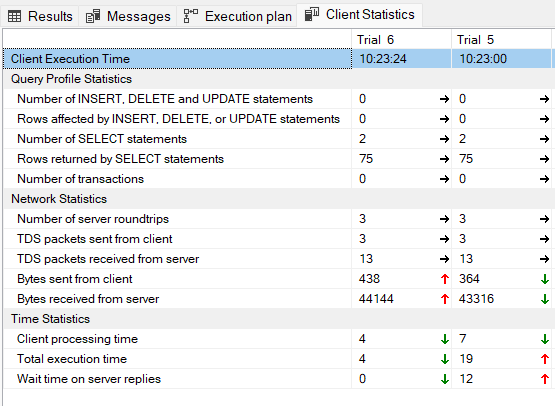 Results Messages Execution plan Client Statistics
Trial 6 Trial 5
Client Execution Time 10:23:24 10:23:00
Query Profile Statistics
Number of INSERT, DELETE and UPDATE statements 0 → 0 →
Rows affected by INSERT, DELETE, or UPDATE statements 0 → 0 →
Number of SELECT statements 2 → 2 →
Rows returned by SELECT statements 75 → 75 →
Number of transactions 0 → 0 →
Network Statistics
Number of server roundtrips 3 → 3 →
TDS packets sent from client 3 → 3 →
TDS packets received from server 13 → 13 →
Bytes sent from client 438 ↑ 364 ↓
Bytes received from server 44144 ↑ 43316 ↓
Time Statistics
Client processing time 4 ↓ 7 ↓
Total execution time 4 ↓ 19 ↑
Wait time on server replies 0 ↓ 12 ↑